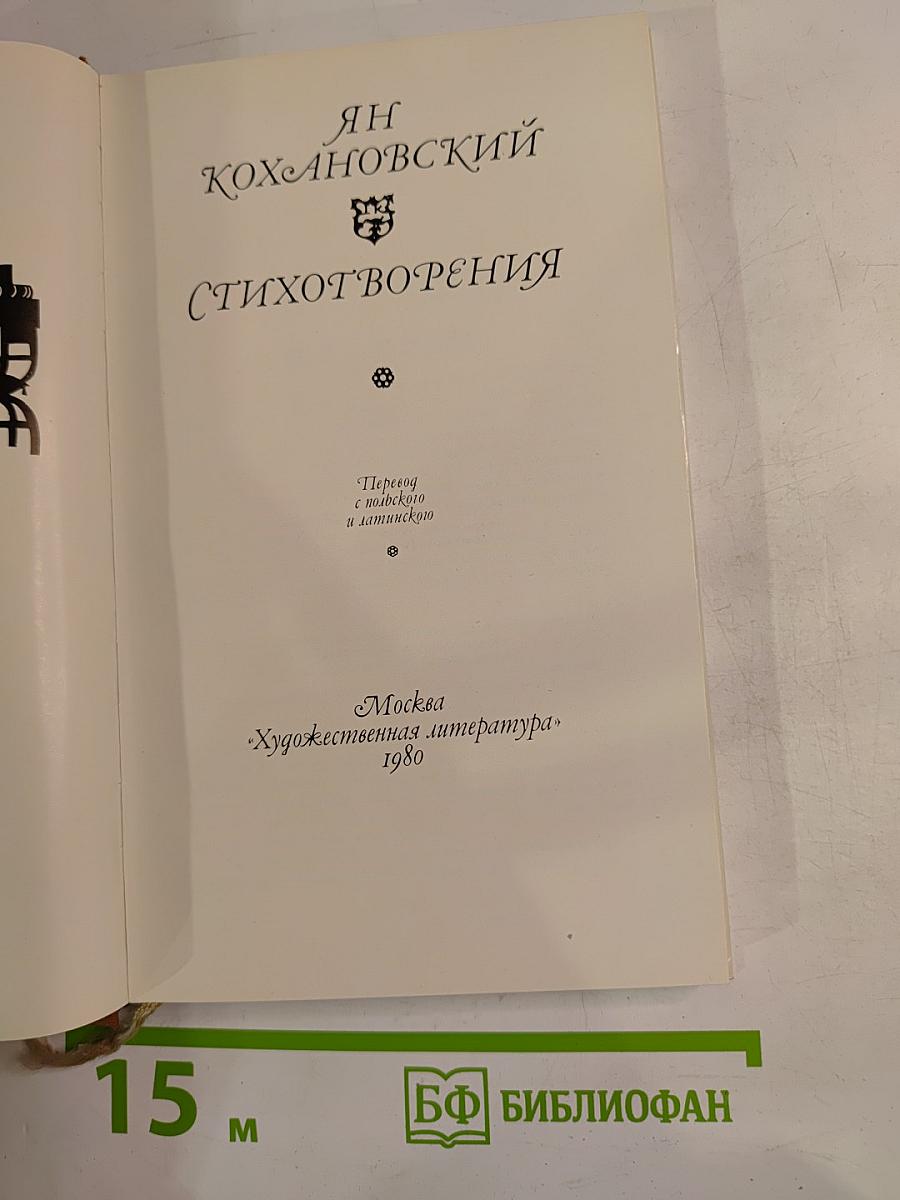 ЯН
КОХАНОВСКИЙ
СТИХОТВОРЕНИЯ
Перевод
с польского
и латинского
Москва
«Художественная литература»
1980
15 м
БФ БИБЛИОФАН